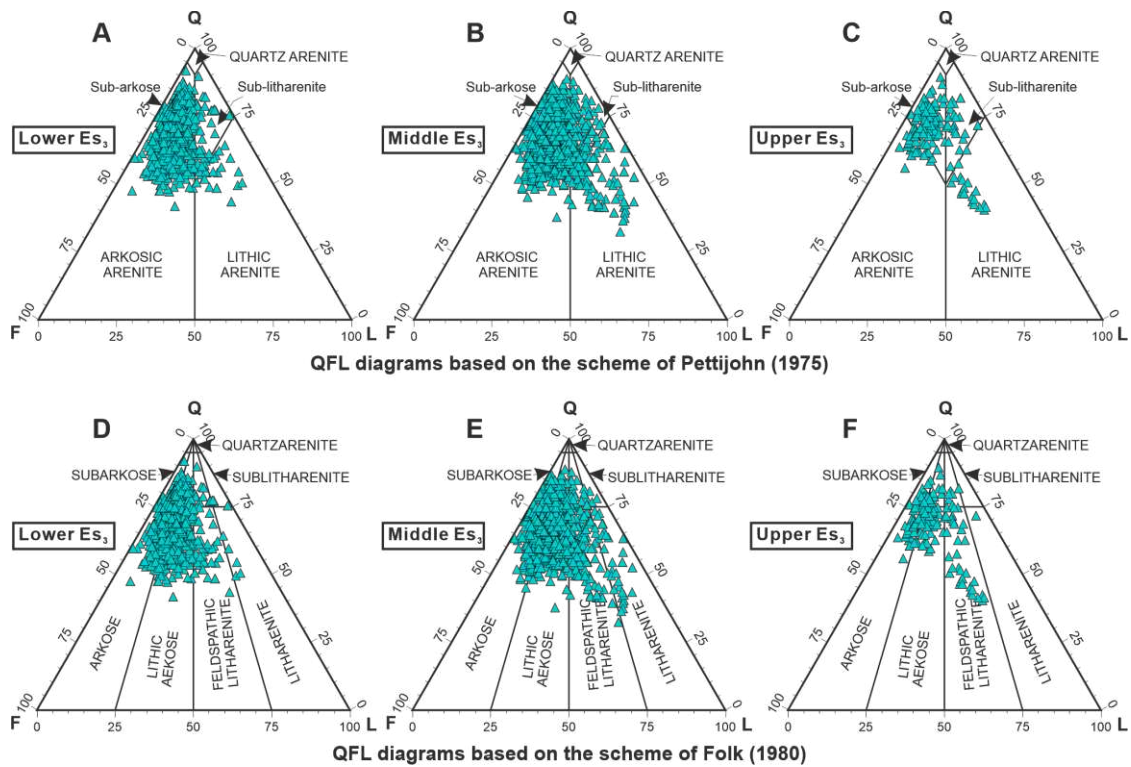 A
Q
0
100
QUARTZ ARENITE
Sub-arkose
Sub-litharenite
25
75
Lower Es3
50
50
75
25
ARKOSIC
ARENITE
LITHIC
ARENITE
100
0
F
L
0
25
50
75
100
B
Q
0
100
QUARTZ ARENITE
Sub-arkose
Sub-litharenite
25
75
Middle Es3
50
50
75
25
ARKOSIC
ARENITE
LITHIC
ARENITE
100
0
F
L
0
25
50
75
100
C
Q
0
100
QUARTZ ARENITE
Sub-arkose
Sub-litharenite
25
75
Upper Es3
50
50
75
25
ARKOSIC
ARENITE
LITHIC
ARENITE
100
0
F
L
0
25
50
75
100
QFL diagrams based on the scheme of Pettijohn (1975)
D
Q
0
100
QUARTZARENITE
SUBARKOSE
SUBLITHARENITE
25
75
Lower Es3
50
50
75
25
ARKOSE
LITHIC
AEKOSE
FELDSPATHIC
LITHARENITE
LITHARENITE
100
0
F
L
0
25
50
75
100
E
Q
0
100
QUARTZARENITE
SUBARKOSE
SUBLITHARENITE
25
75
Middle Es3
50
50
75
25
ARKOSE
LITHIC
AEKOSE
FELDSPATHIC
LITHARENITE
LITHARENITE
100
0
F
L
0
25
50
75
100
F
Q
0
100
QUARTZARENITE
SUBARKOSE
SUBLITHARENITE
25
75
Upper Es3
50
50
75
25
ARKOSE
LITHIC
AEKOSE
FELDSPATHIC
LITHARENITE
LITHARENITE
100
0
F
L
0
25
50
75
100
QFL diagrams based on the scheme of Folk (1980)